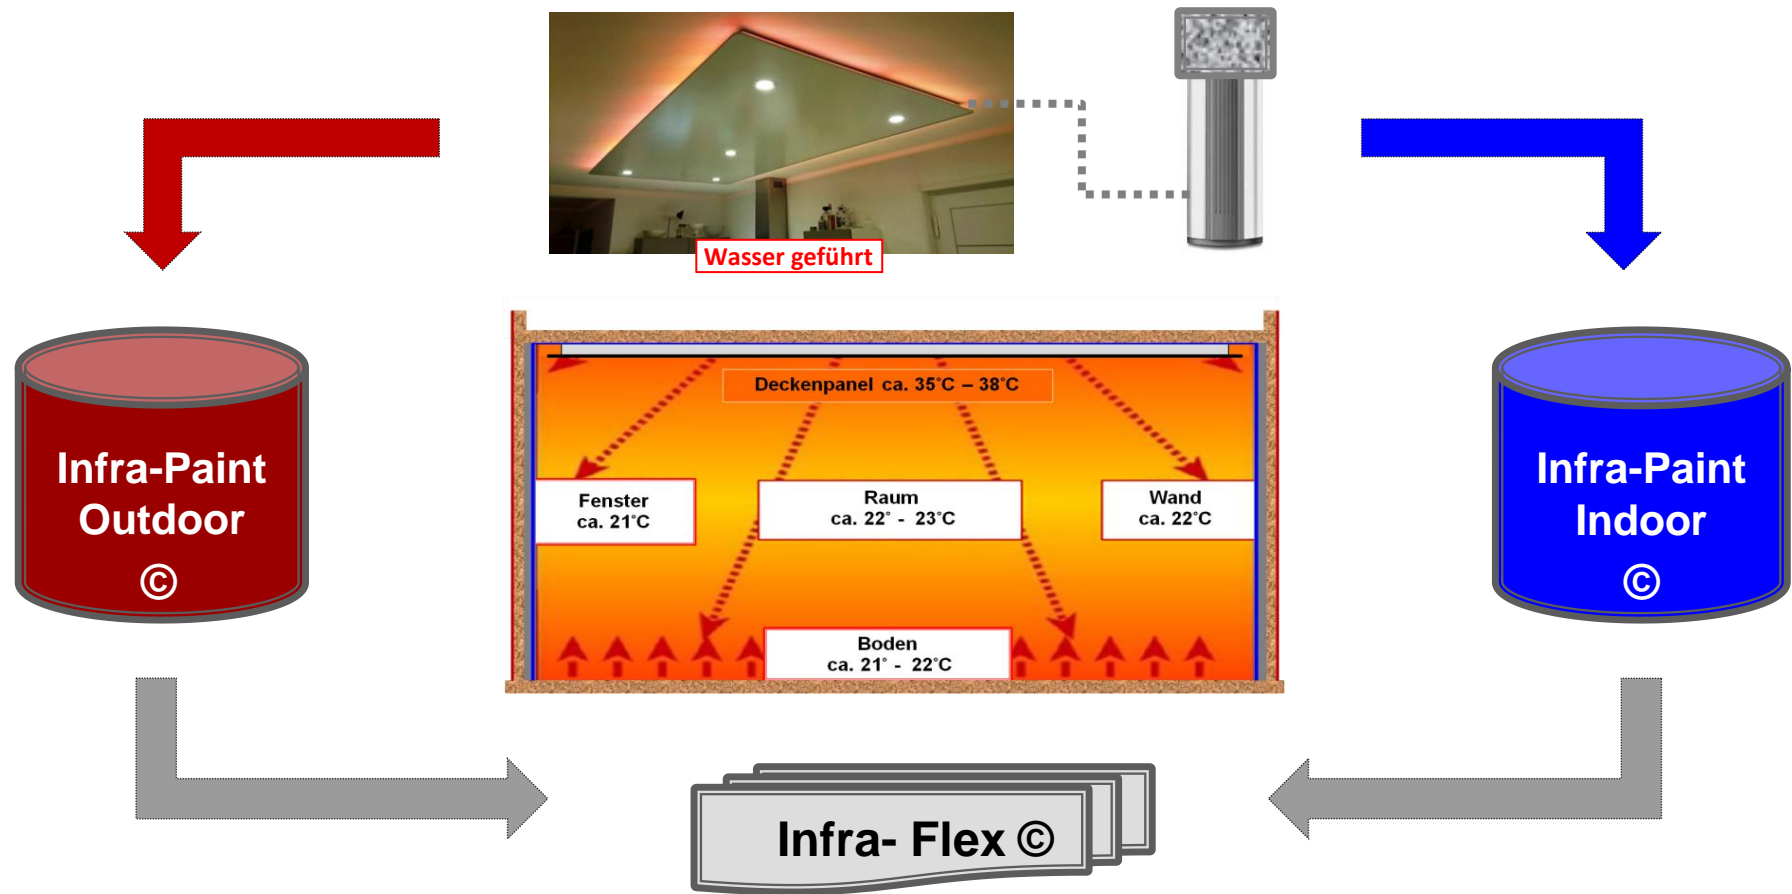 Wasser geführt
Infra-Paint
Outdoor
©
Deckenpanel ca. 35°C – 38°C
Fenster
ca. 21°C
Raum
ca. 22° - 23°C
Wand
ca. 22°C
Boden
ca. 21° - 22°C
Infra-Paint
Indoor
©
Infra- Flex ©